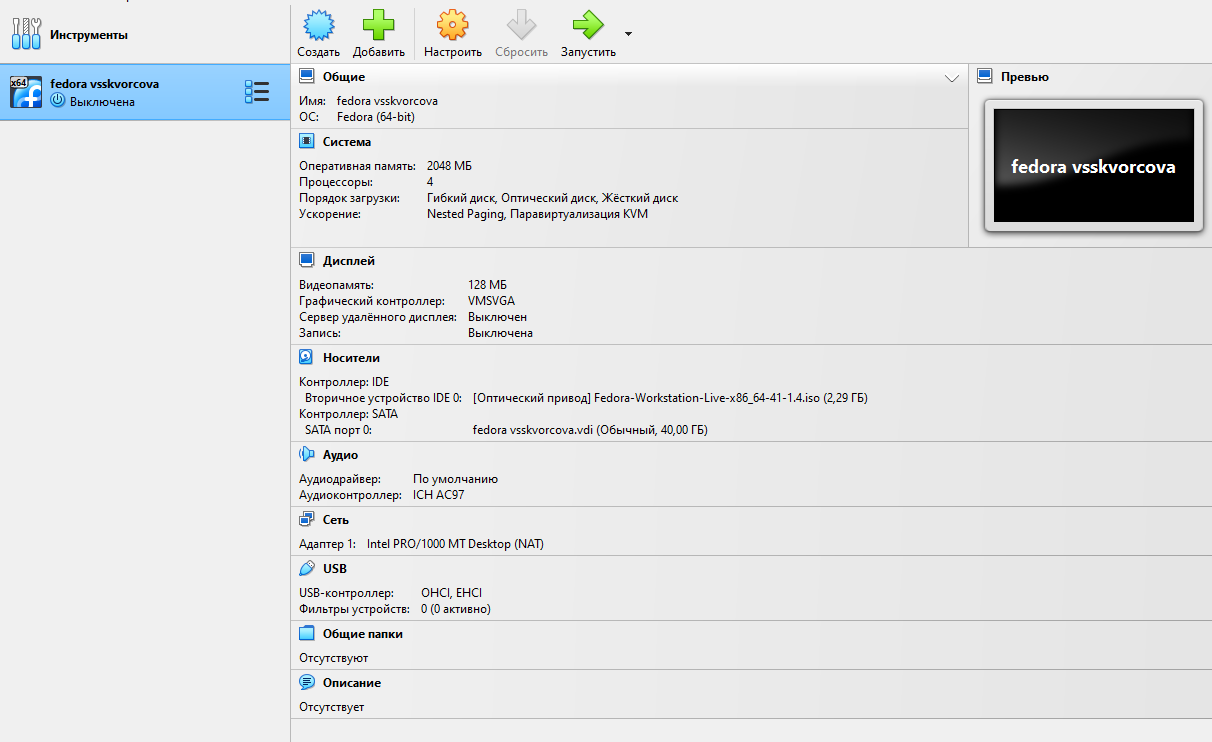 Инструменты
Создать Добавить Настроить Сбросить Запустить
x64 fedora vsskvorcova
Выключена
Общие
Имя: fedora vsskvorcova
ОС: Fedora (64-bit)
Превью
fedora vsskvorcova
Система
Оперативная память: 2048 МБ
Процессоры: 4
Порядок загрузки: Гибкий диск, Оптический диск, Жёсткий диск
Ускорение: Nested Paging, Паравиртуализация KVM
Дисплей
Видеопамять: 128 МБ
Графический контроллер: VMSVGA
Сервер удалённого дисплея: Выключен
Запись: Выключена
Носители
Контроллер: IDE
Вторичное устройство IDE 0: [Оптический привод] Fedora-Workstation-Live-x86_64-41-1.4.iso (2,29 ГБ)
Контроллер: SATA
SATA порт 0: fedora vsskvorcova.vdi (Обычный, 40,00 ГБ)
Аудио
Аудиодрайвер: По умолчанию
Аудиоконтроллер: ICH AC97
Сеть
Адаптер 1: Intel PRO/1000 MT Desktop (NAT)
USB
USB-контроллер: OHCI, EHCI
Фильтры устройств: 0 (0 активно)
Общие папки
Отсутствуют
Описание
Отсутствует